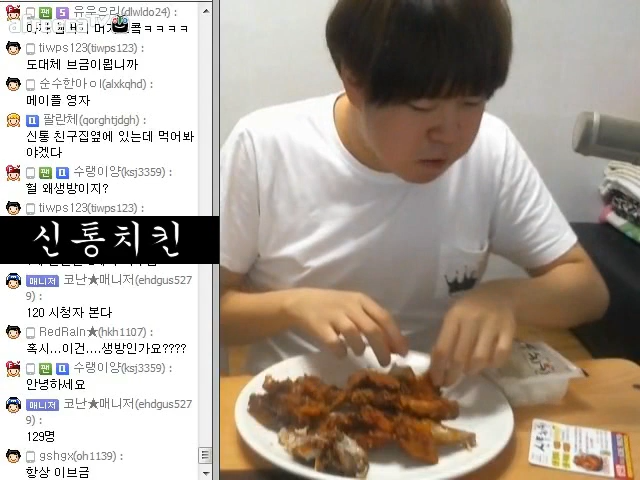 유우으리(dlwldo24) :
tiwps123(tiwps123) :
도대체 브금이뭡니까
순수한아ㅇㅣ(alxkqhd) :
메이플 영자
팔란체(qorghtjdgh) :
신통 친구집옆에 있는데 먹어봐
야겠다
수랭이양(ksj3359) :
헐 왜생방이지?
tiwps123(tiwps123) :
신통치킨
매니저 코난★매니저(ehdgus527
9) :
120 시청자 본다
RedRaIn★(hkh1107) :
혹시...이건....생방인가요????
수랭이양(ksj3359) :
안녕하세요
매니저 코난★매니저(ehdgus527
9) :
129명
gshgx(oh1139) :
항상 이브금